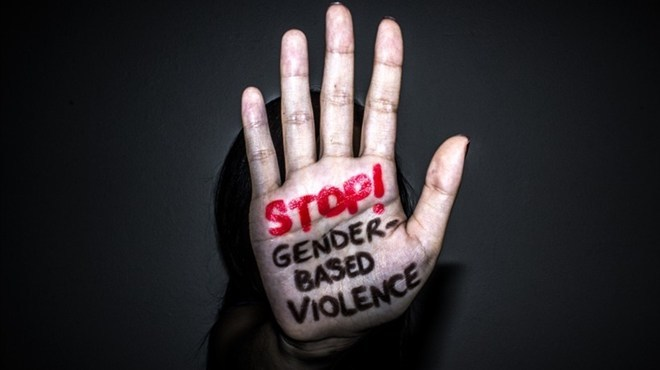 STOP!
GENDER-
BASED
VIOLENCE